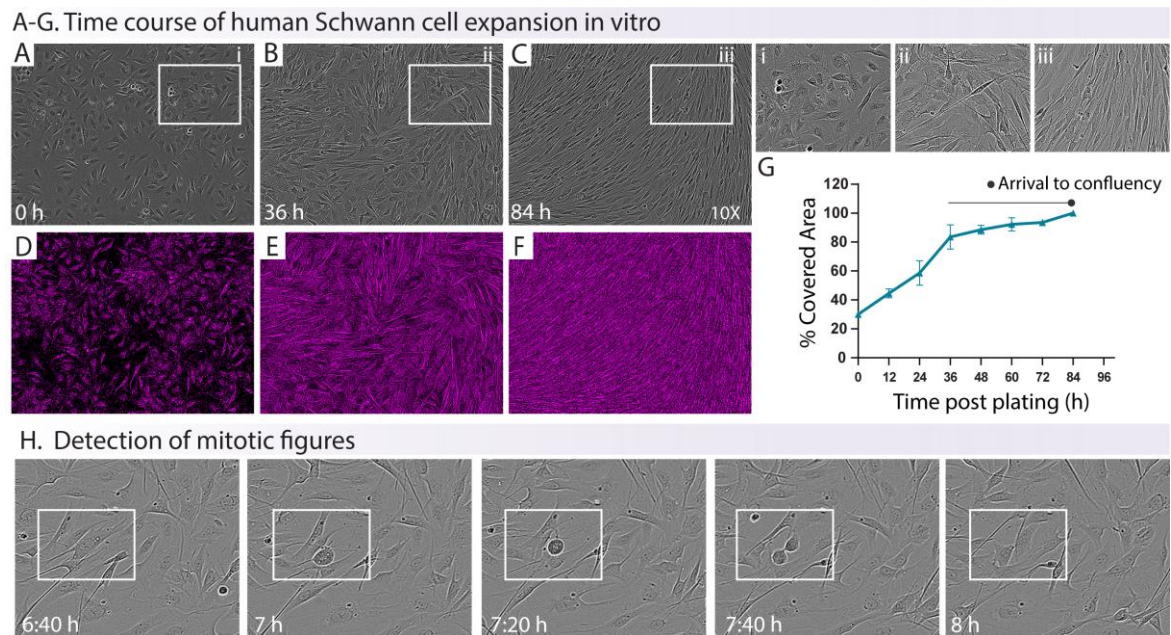 A-G. Time course of human Schwann cell expansion in vitro
A
i
B
ii
C
iii
i
ii
iii
0 h
36 h
84 h
10X
D
E
F
G
Arrival to confluency
120
100
80
60
40
20
0
% Covered Area
0 12 24 36 48 60 72 84 96
Time post plating (h)
H. Detection of mitotic figures
6:40 h
7 h
7:20 h
7:40 h
8 h